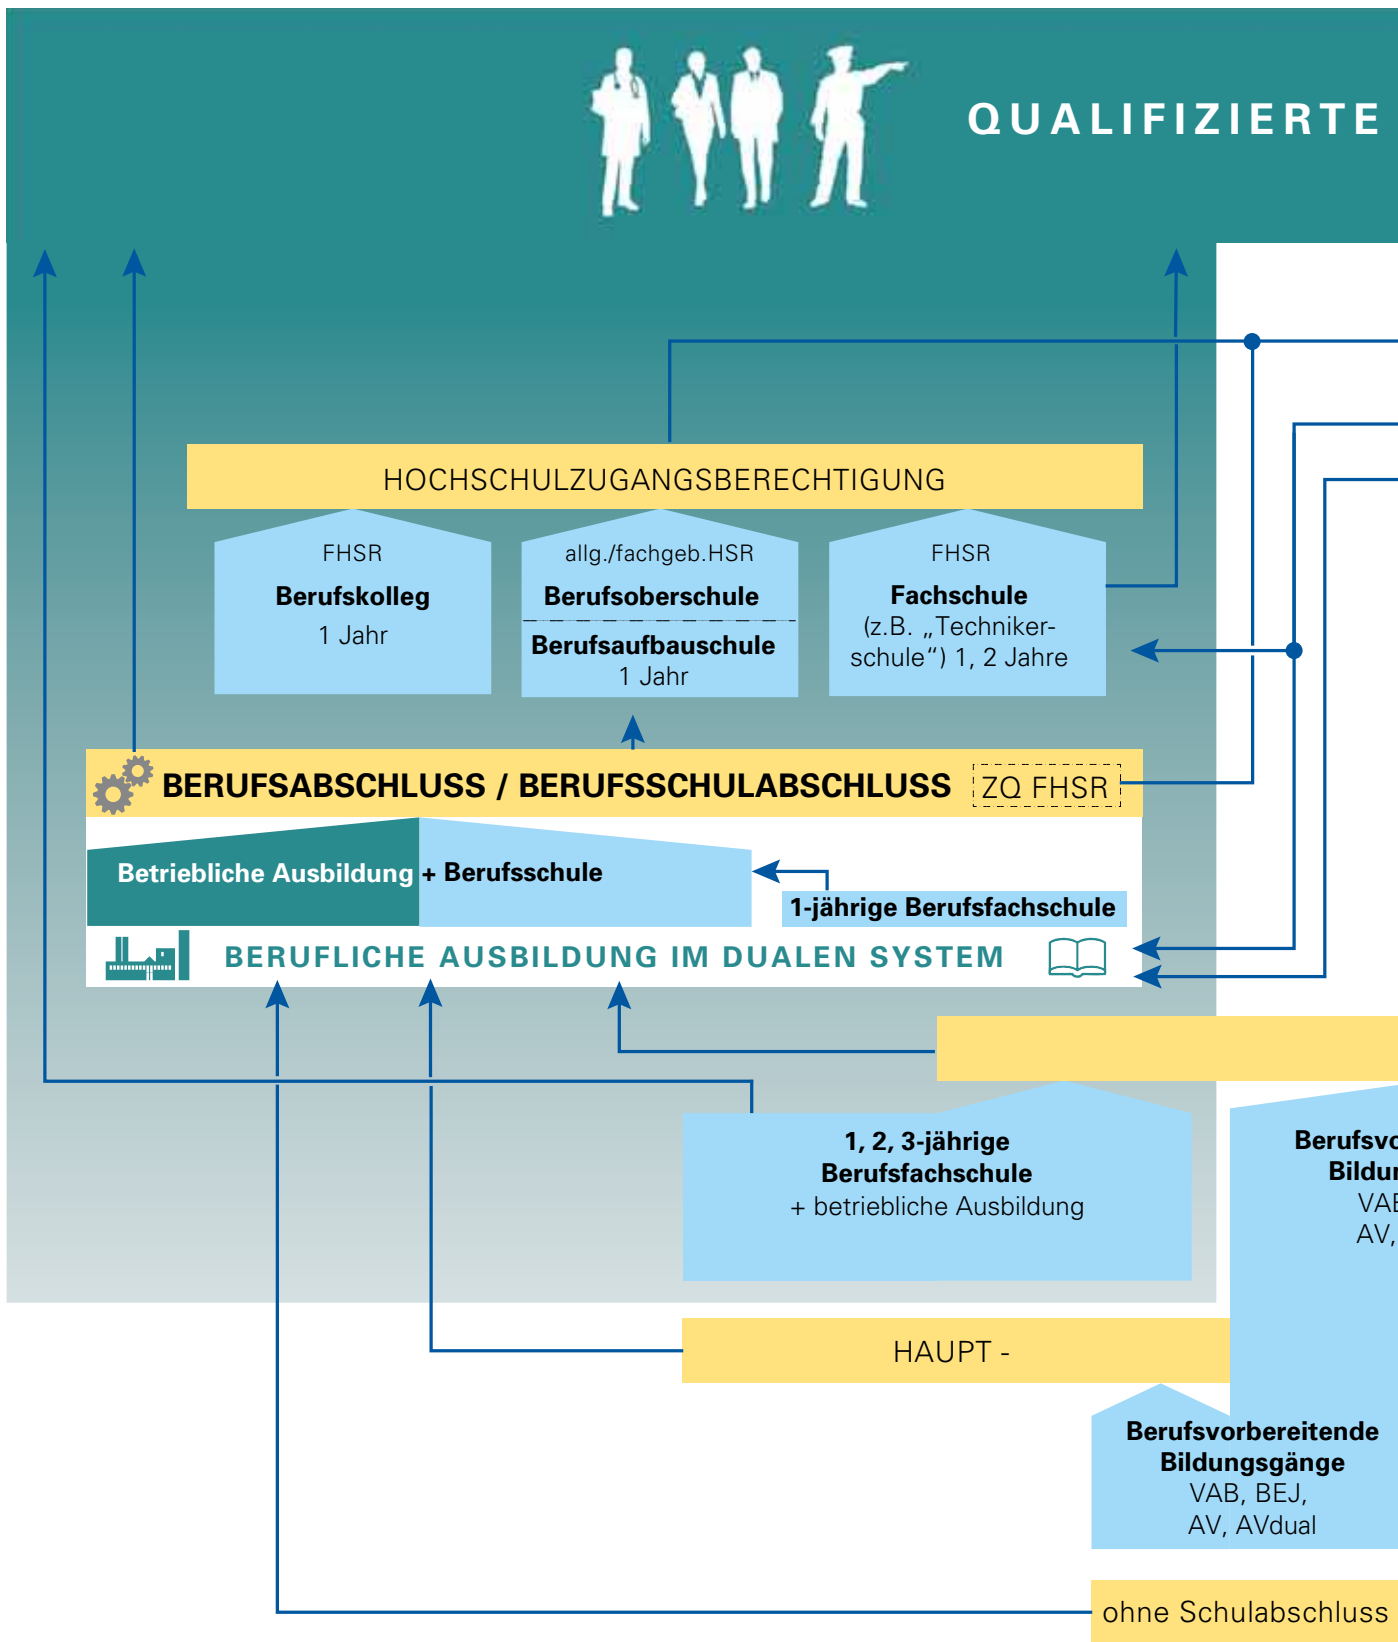 QUALIFIZIERTE
HOCHSCHULZUGANGSBERECHTIGUNG
FHSR
Berufskolleg
1 Jahr
allg./fachgeb.HSR
Berufsoberschule
Berufsaufbauschule
1 Jahr
FHSR
Fachschule
(z.B. „Techniker-
schule“) 1, 2 Jahre
BERUFSABSCHLUSS / BERUFSSCHULABSCHLUSS
ZQ FHSR
Betriebliche Ausbildung + Berufsschule
1-jährige Berufsfachschule
BERUFLICHE AUSBILDUNG IM DUALEN SYSTEM
1, 2, 3-jährige
Berufsfachschule
+ betriebliche Ausbildung
AV,
HAUPT -
Berufsvorbereitende
Bildungsgänge
VAB, BEJ,
AV, AVdual
ohne Schulabschluss